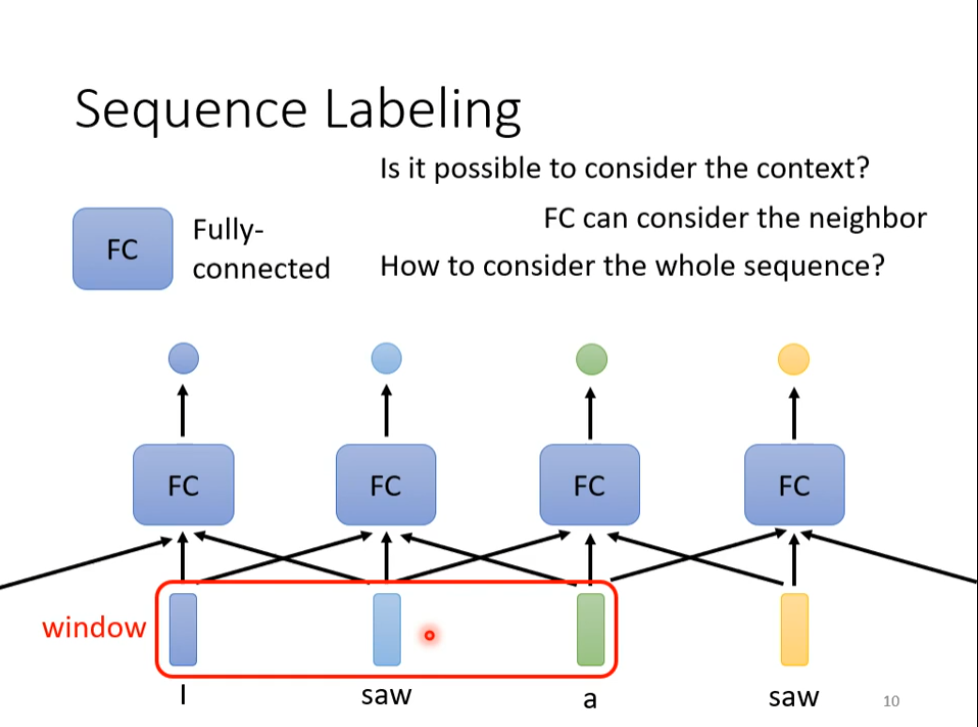 Sequence Labeling
Is it possible to consider the context?
FC can consider the neighbor
How to consider the whole sequence?
FC
Fully-
connected
FC FC FC FC
window
I saw a saw
10